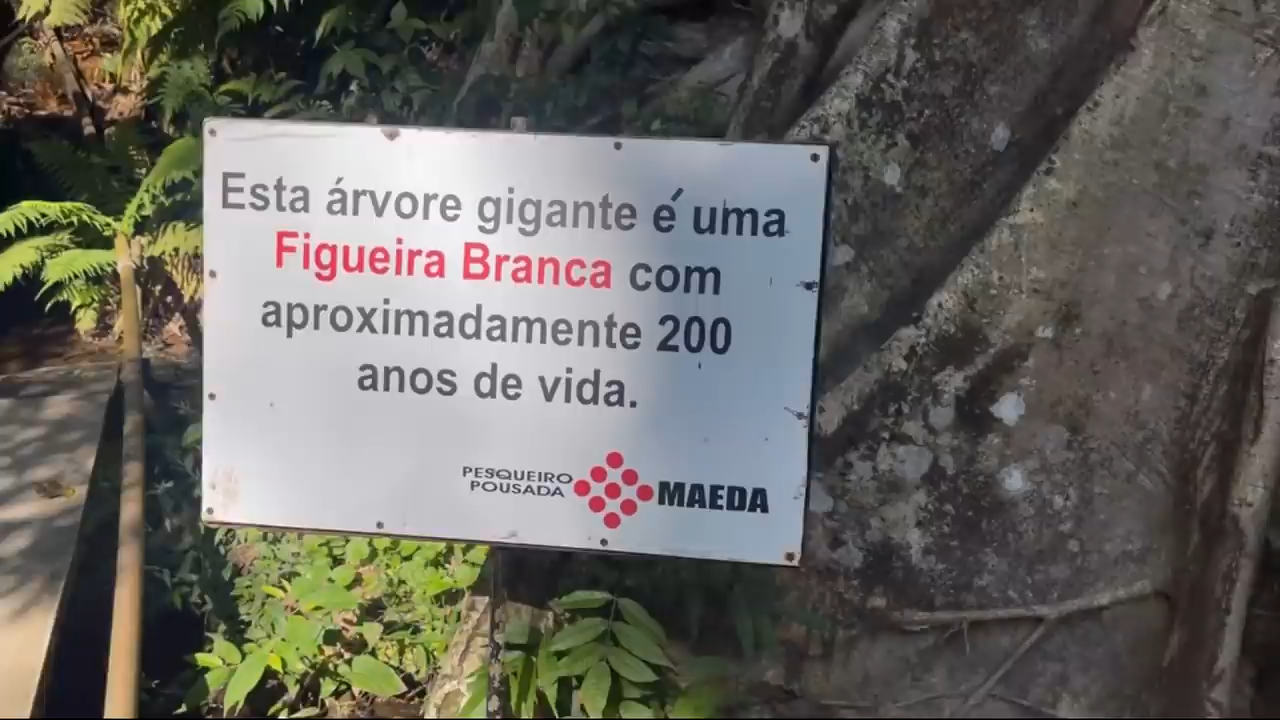 Esta árvore gigante é uma
Figueira Branca com
aproximadamente 200
anos de vida.
PESQUEIRO
POUSADA
MAEDA